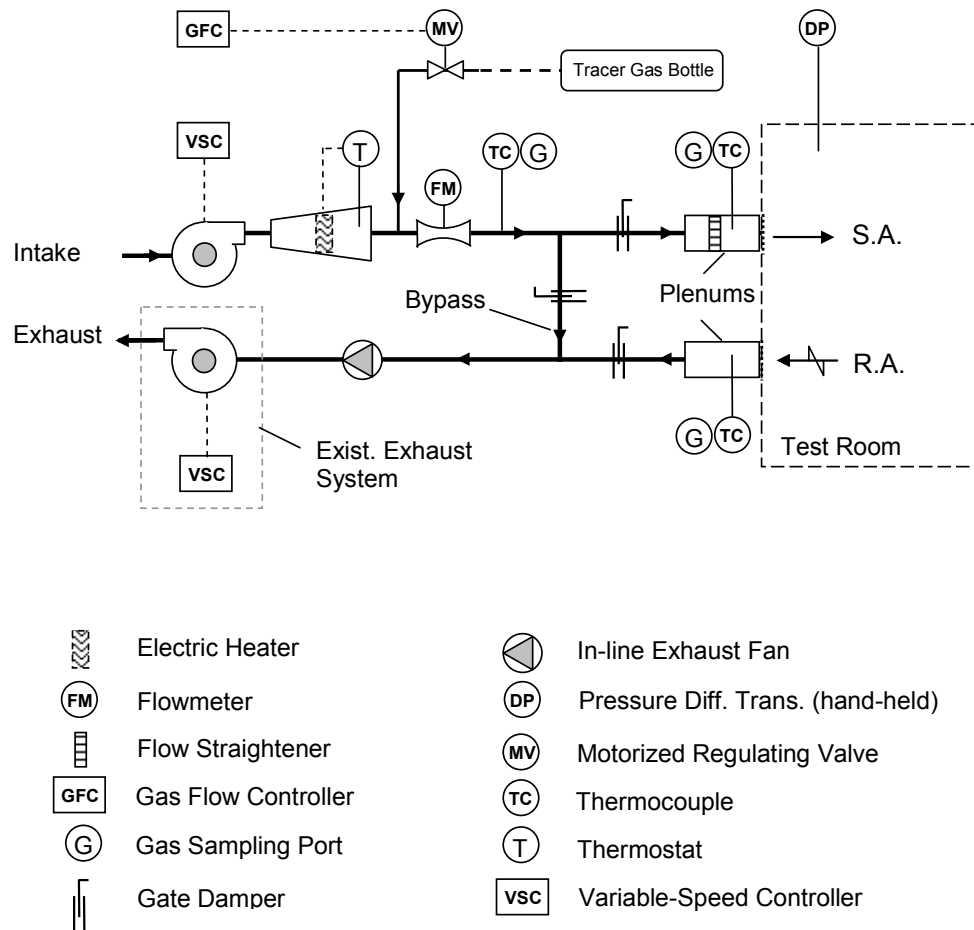 GFC
MV
DP
Tracer Gas Bottle
VSC
T
TC G
G TC
FM
Intake
S.A.
Bypass
Plenums
Exhaust
R.A.
G TC
Exist. Exhaust
System
VSC
Test Room
Electric Heater
FM Flowmeter
Flow Straightener
GFC Gas Flow Controller
G Gas Sampling Port
Gate Damper
In-line Exhaust Fan
DP Pressure Diff. Trans. (hand-held)
MV Motorized Regulating Valve
TC Thermocouple
T Thermostat
VSC Variable-Speed Controller